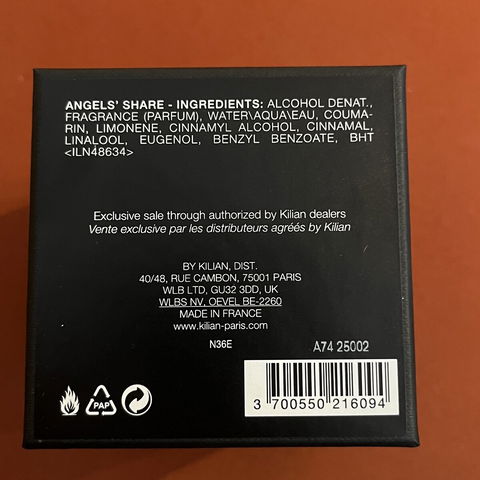 ANGELS' SHARE - INGREDIENTS: ALCOHOL DENAT.,
FRAGRANCE (PARFUM), WATER\AQUA\EAU, COUMA-
RIN, LIMONENE, CINNAMYL ALCOHOL, CINNAMAL,
LINALOOL, EUGENOL, BENZYL BENZOATE, BHT
<ILN48634>
Exclusive sale through authorized by Kilian dealers
Vente exclusive par les distributeurs agréés by Kilian
BY KILIAN, DIST.
40/48, RUE CAMBON, 75001 PARIS
WLB LTD, GU32 3DD, UK
WLBS NV, OEVEL BE-2260
MADE IN FRANCE
www.kilian-paris.com
N36E
A74 25002
PAP
3 700550 216094